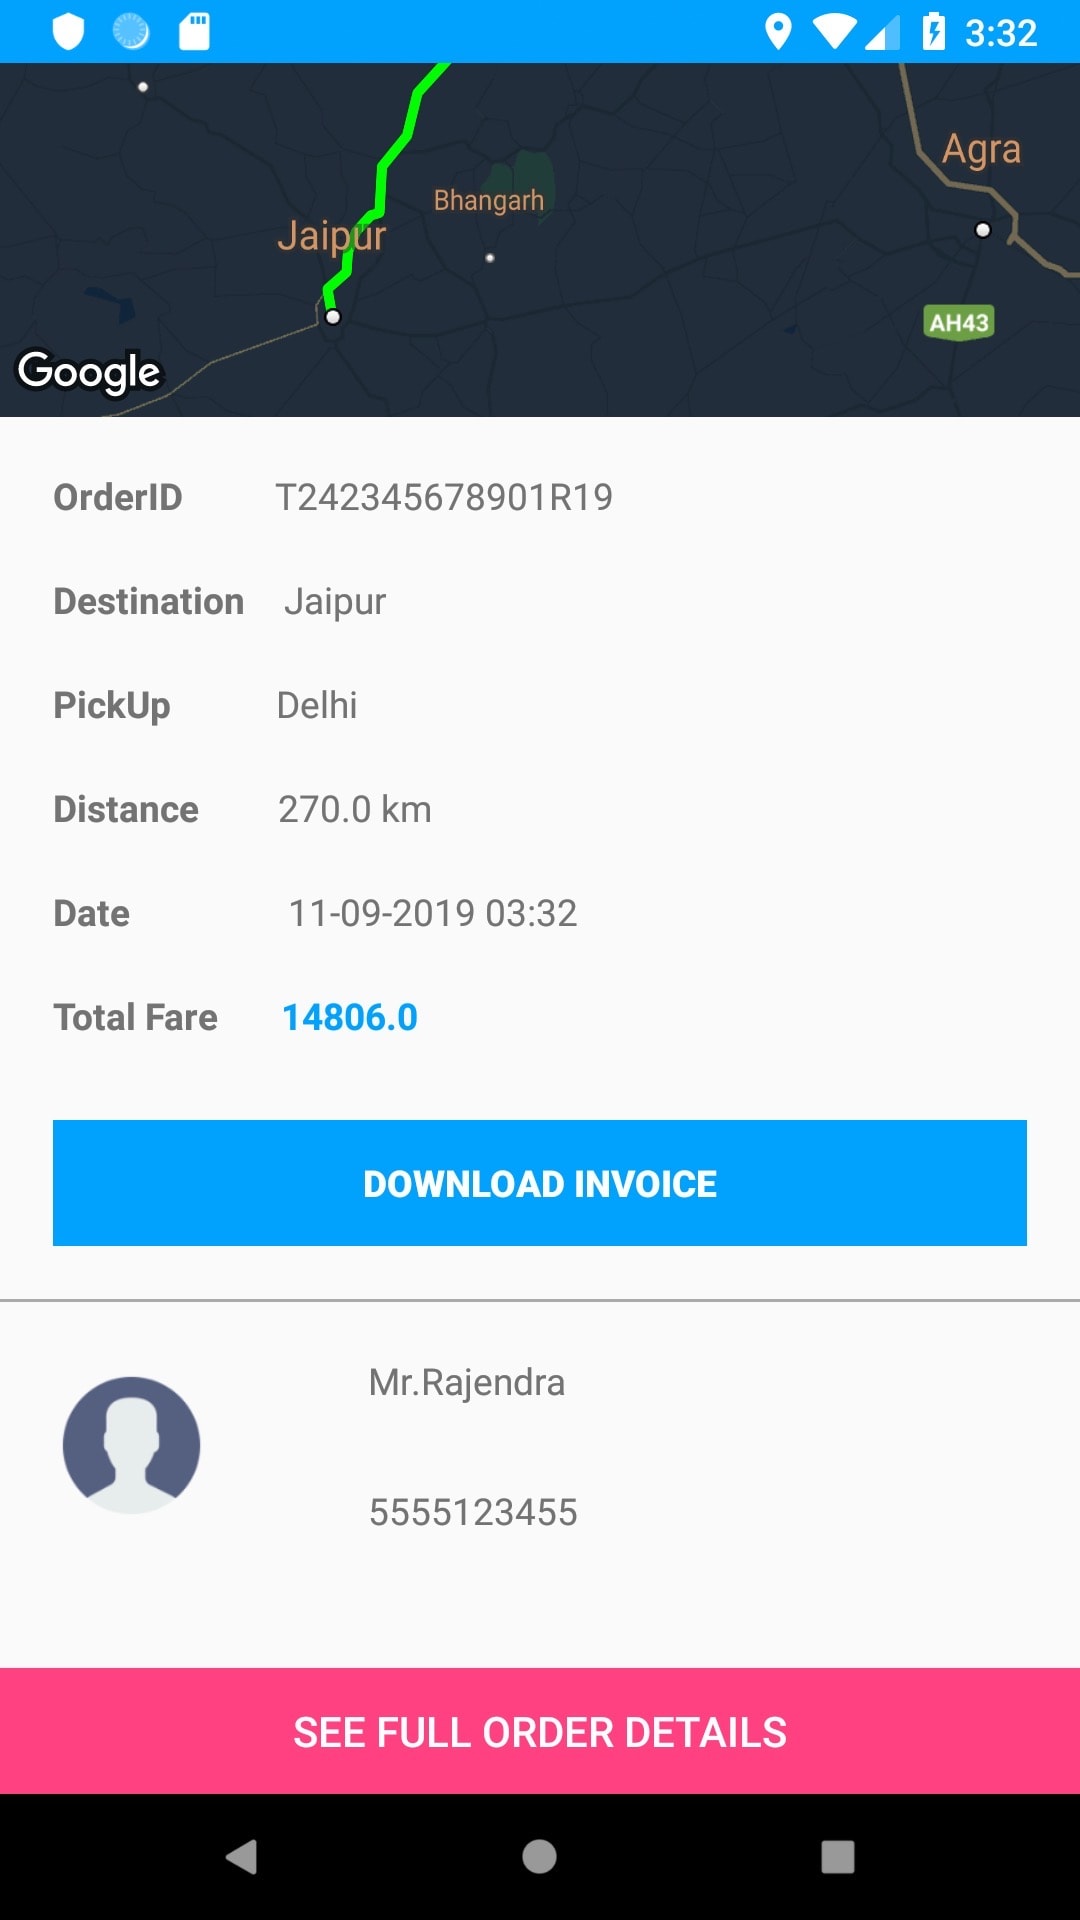 3:32
Agra
Bhangarh
Jaipur
AH43
Google
OrderID T242345678901R19
Destination Jaipur
PickUp Delhi
Distance 270.0 km
Date 11-09-2019 03:32
Total Fare 14806.0
DOWNLOAD INVOICE
Mr.Rajendra
5555123455
SEE FULL ORDER DETAILS